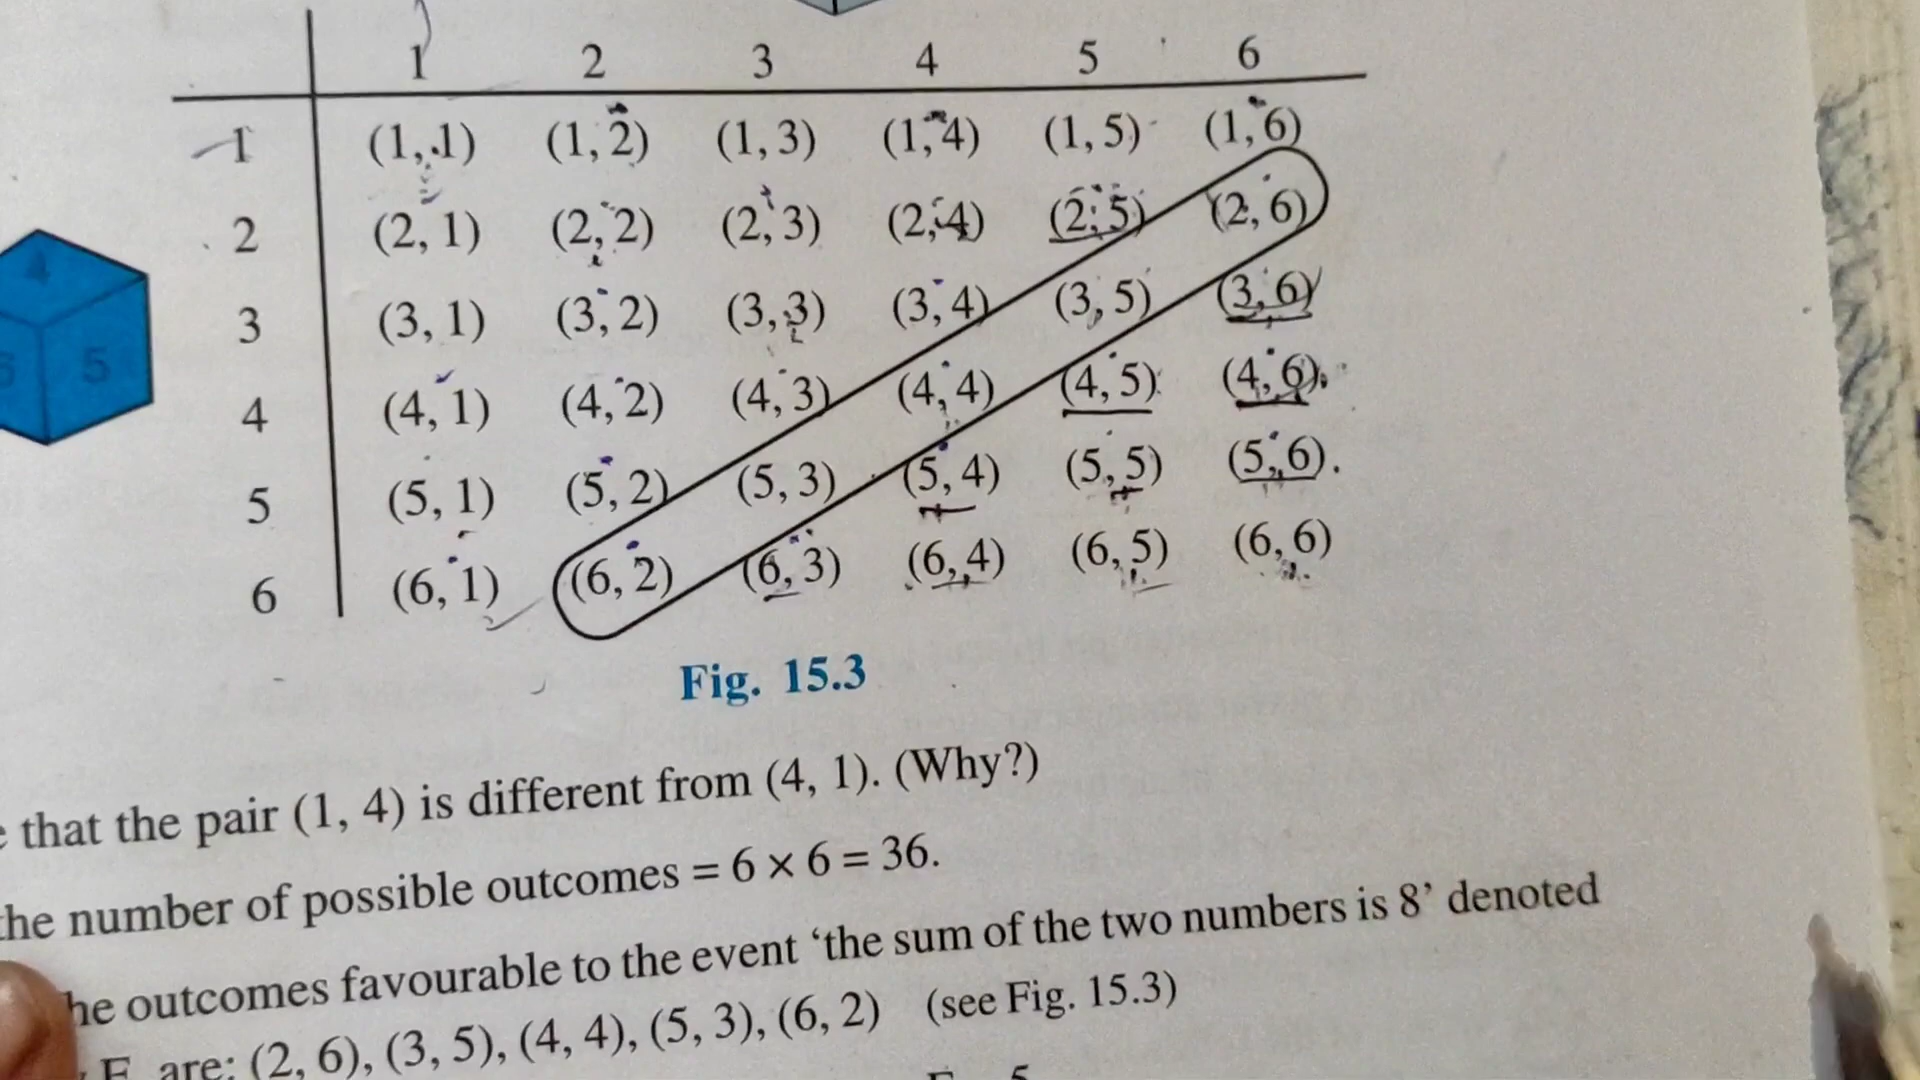 1 2 3 4 5 6
1 (1, 1) (1, 2) (1, 3) (1, 4) (1, 5) (1, 6)
2 (2, 1) (2, 2) (2, 3) (2, 4) (2, 5) (2, 6)
3 (3, 1) (3, 2) (3, 3) (3, 4) (3, 5) (3, 6)
4 (4, 1) (4, 2) (4, 3) (4, 4) (4, 5) (4, 6)
5 (5, 1) (5, 2) (5, 3) (5, 4) (5, 5) (5, 6)
6 (6, 1) (6, 2) (6, 3) (6, 4) (6, 5) (6, 6)
4
5
Fig. 15.3
that the pair (1, 4) is different from (4, 1). (Why?)
the number of possible outcomes = 6 × 6 = 36.
he outcomes favourable to the event ‘the sum of the two numbers is 8’ denoted
E, are: (2, 6), (3, 5), (4, 4), (5, 3), (6, 2) (see Fig. 15.3)